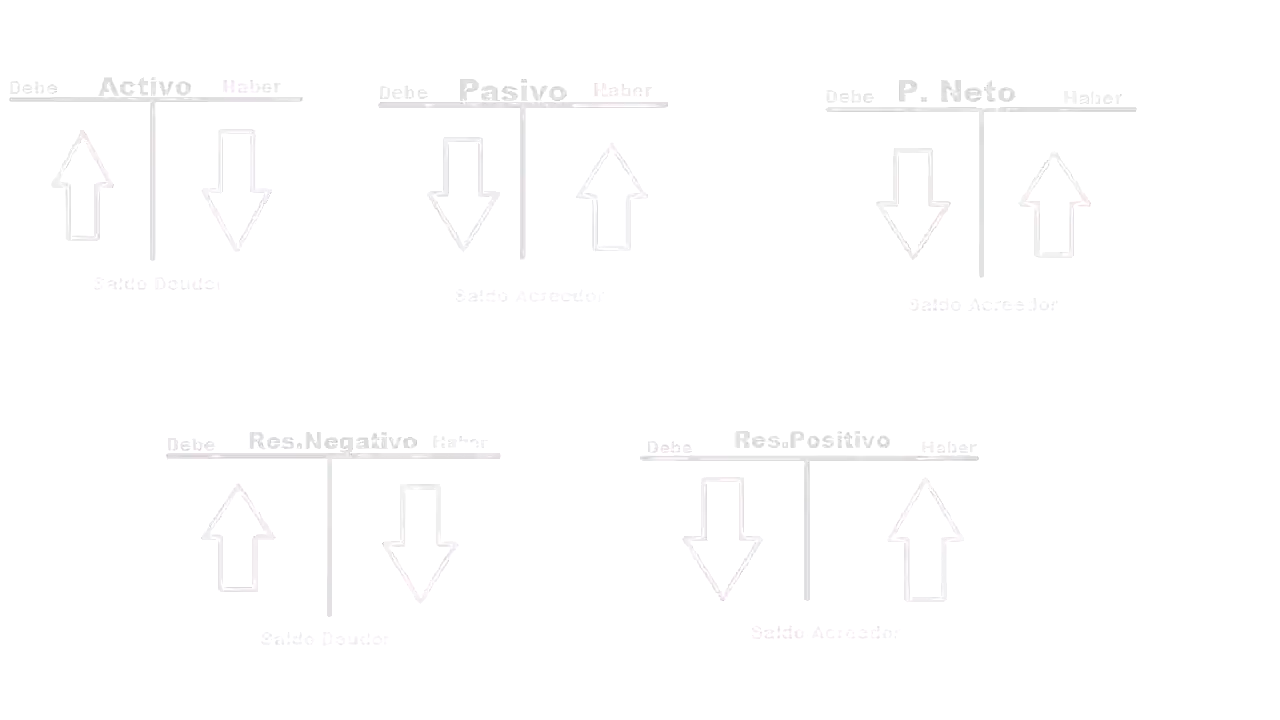 Debe Activo Haber
Saldo Deudor
Debe Pasivo Haber
Saldo Acreedor
Debe P. Neto Haber
Saldo Acreedor
Debe Res.Negativo Haber
Saldo Deudor
Debe Res.Positivo Haber
Saldo Acreedor